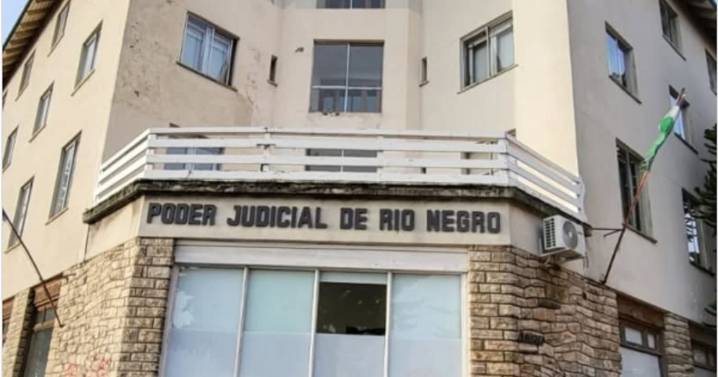 PODER JUDICIAL DE RIO NEGRO